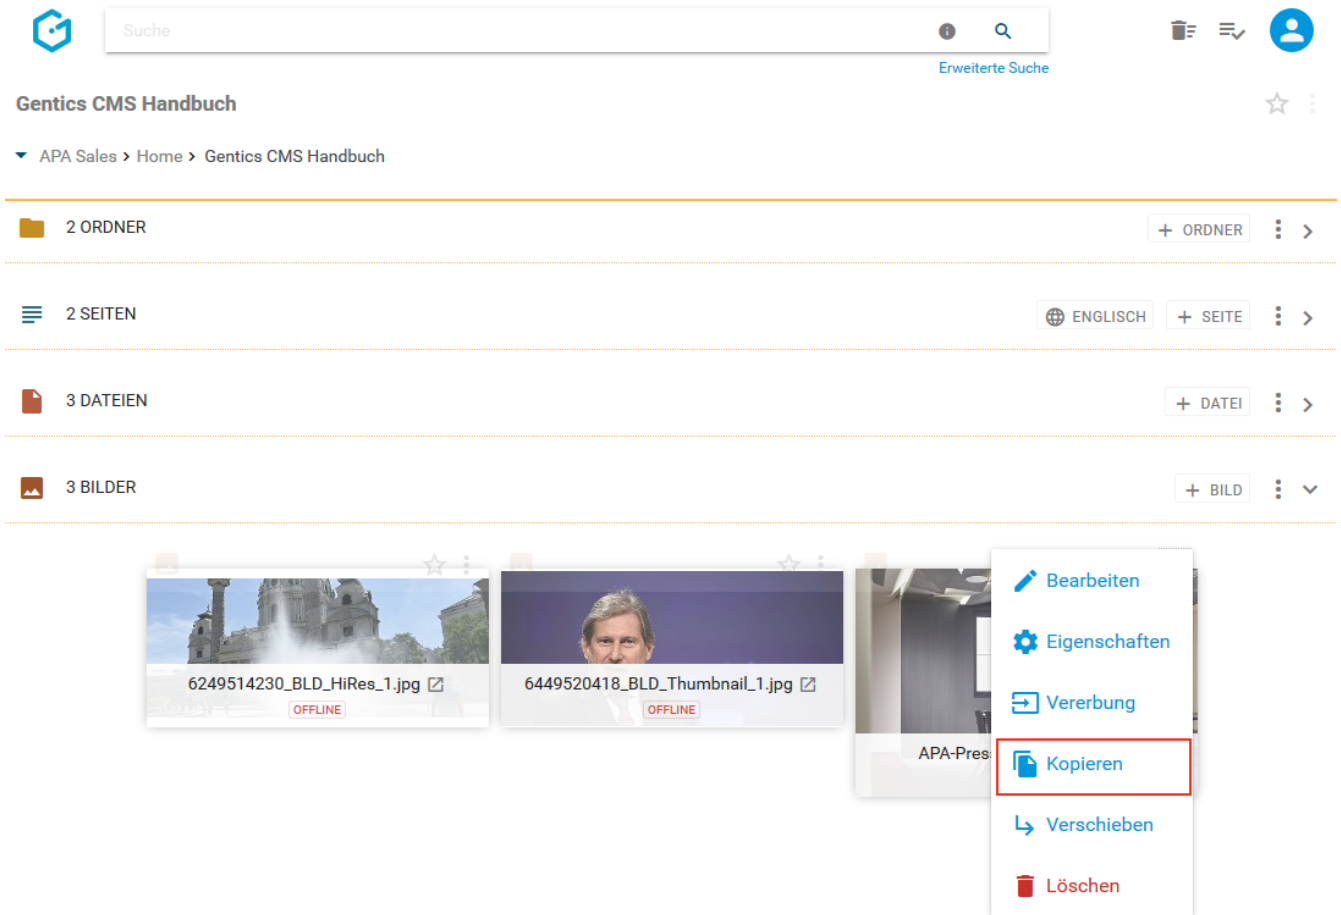 Suche
Erweiterte Suche
Gentics CMS Handbuch
APA Sales > Home > Gentics CMS Handbuch
2 ORDNER
+ ORDNER
2 SEITEN
ENGLISCH
+ SEITE
3 DATEIEN
+ DATEI
3 BILDER
+ BILD
6249514230_BLD_HiRes_1.jpg
OFFLINE
6449520418_BLD_Thumbnail_1.jpg
OFFLINE
APA-Pres
Bearbeiten
Eigenschaften
Vererbung
Kopieren
Verschieben
Löschen